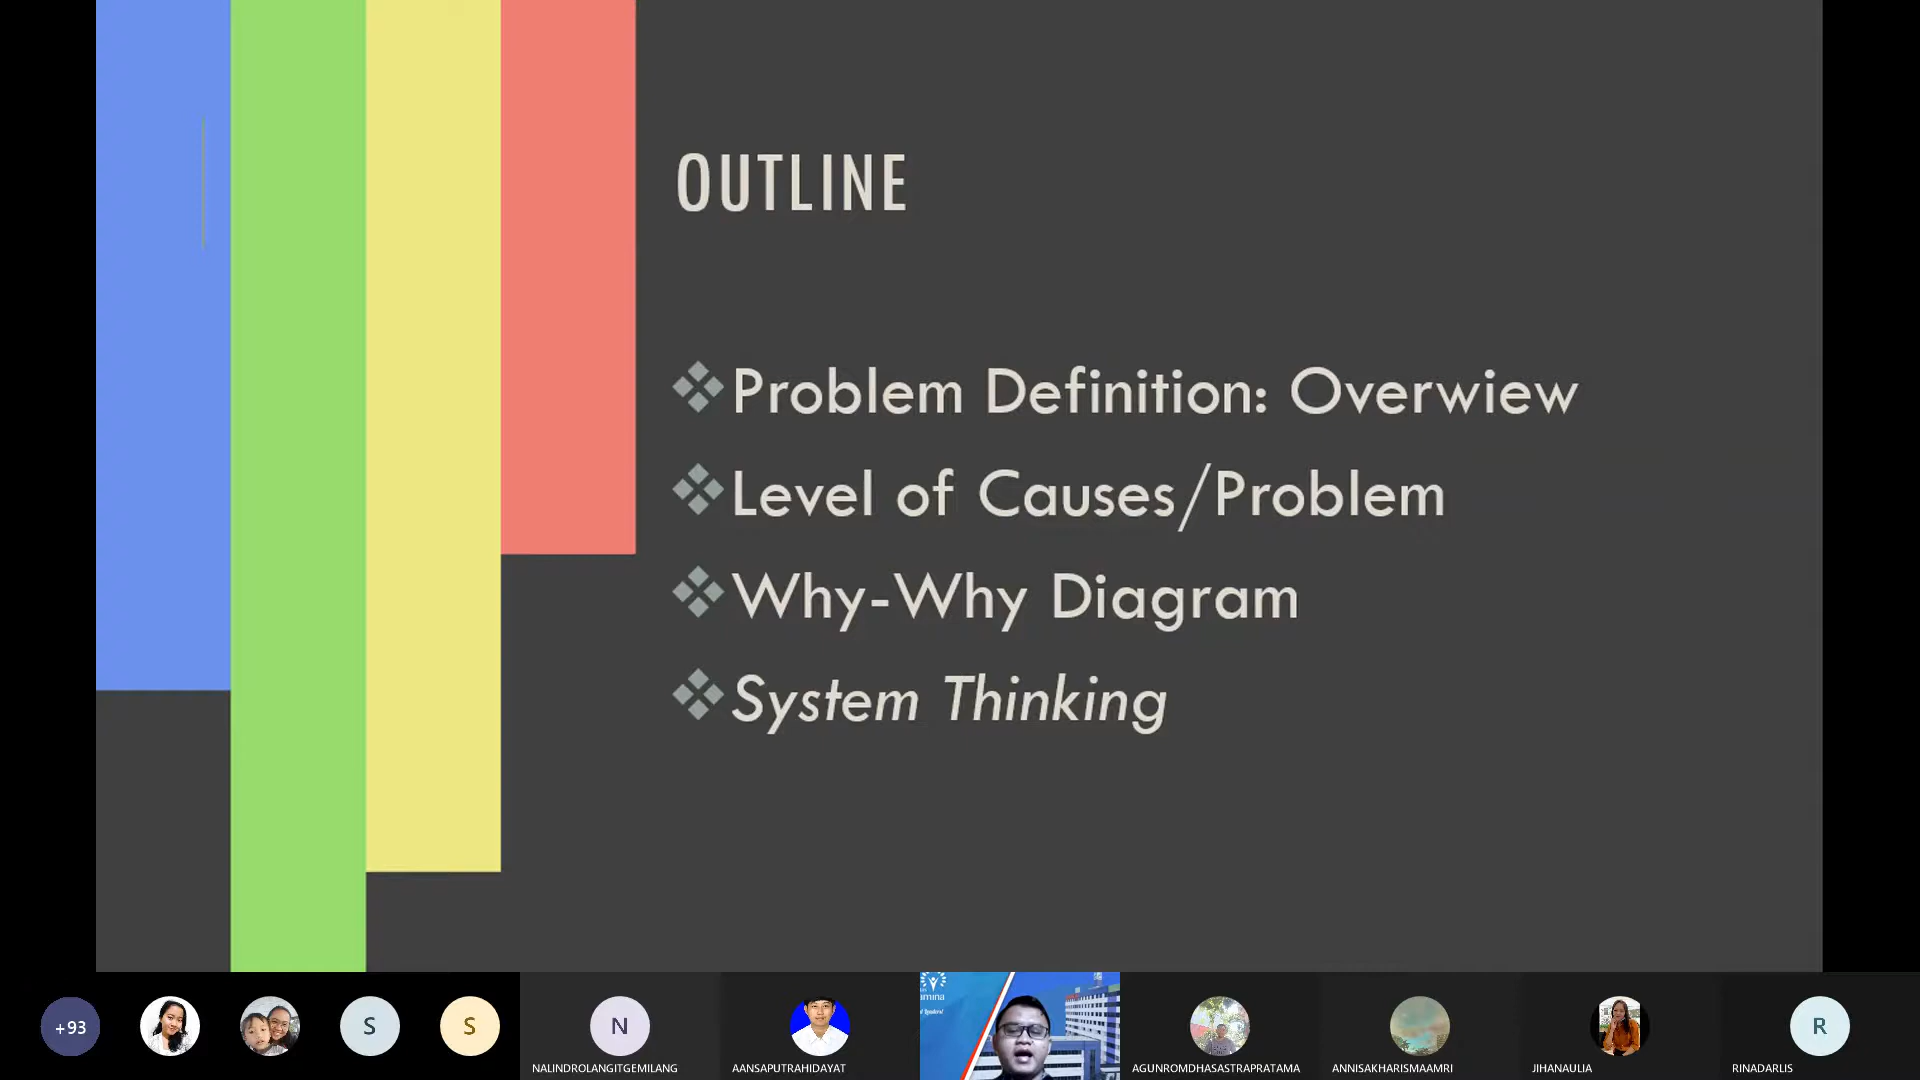 OUTLINE
Problem Definition: Overwiew
Level of Causes/Problem
Why-Why Diagram
System Thinking
+93
S
S
N
R
NALINDROLANGITGEMILANG
AANSAPUTRAHIDAYAT
AGUNROMDHASASTRAPRATAMA
ANNISAKHARISMAAMRI
JIHANAULIA
RINADARLIS